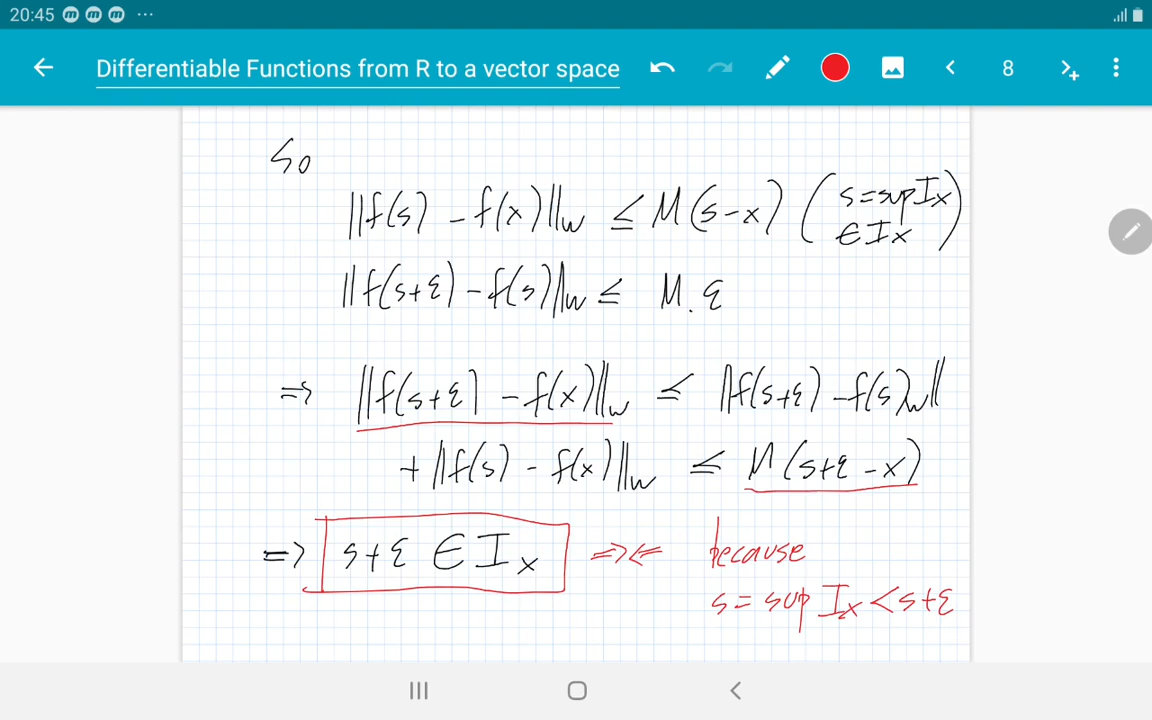 20:45
Differentiable Functions from R to a vector space
8
So
||f(s) - f(x)||_W ≤ M(s-x) (s=sup I_x ∈ I_x)
||f(s+ε) - f(s)||_W ≤ M.ε
=> ||f(s+ε) - f(x)||_W ≤ ||f(s+ε) - f(s)_W||
+ ||f(s) - f(x)||_W ≤ M(s+ε - x)
=> s+ε ∈ I_x =><= because
s = sup I_x < s+ε